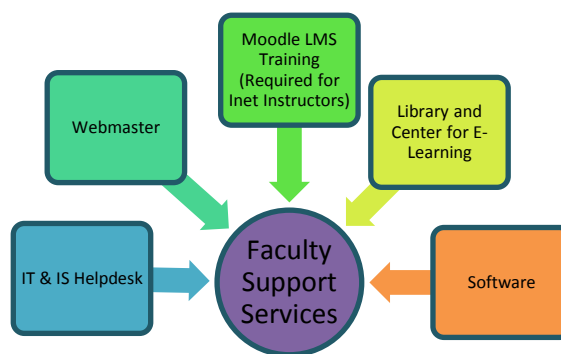 Moodle LMS
Training
(Required for
Inet Instructors)
Webmaster
Library and
Center for E-
Learning
IT & IS Helpdesk
Faculty
Support
Services
Software